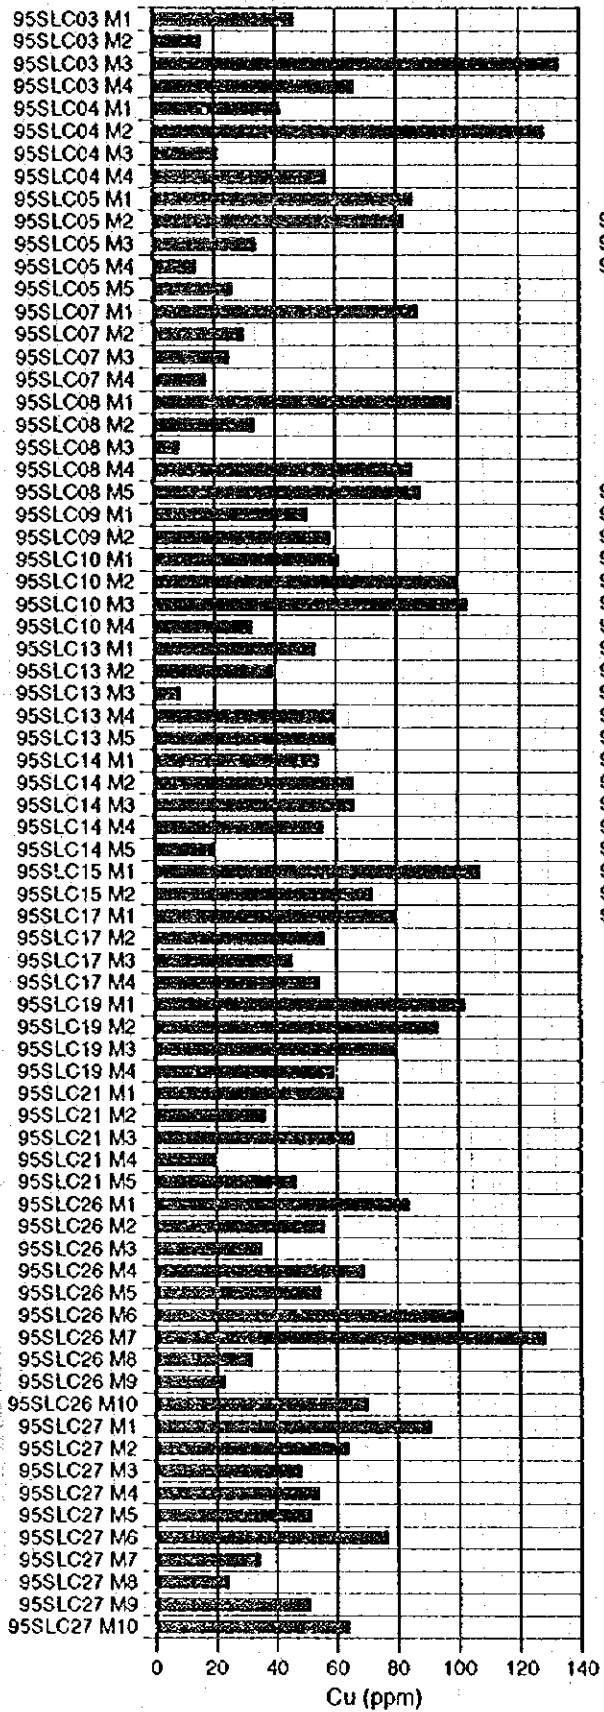 95SLC03 M1
95SLC03 M2
95SLC03 M3
95SLC03 M4
95SLC04 M1
95SLC04 M2
95SLC04 M3
95SLC04 M4
95SLC05 M1
95SLC05 M2
95SLC05 M3
95SLC05 M4
95SLC05 M5
95SLC07 M1
95SLC07 M2
95SLC07 M3
95SLC07 M4
95SLC08 M1
95SLC08 M2
95SLC08 M3
95SLC08 M4
95SLC08 M5
95SLC09 M1
95SLC09 M2
95SLC10 M1
95SLC10 M2
95SLC10 M3
95SLC10 M4
95SLC13 M1
95SLC13 M2
95SLC13 M3
95SLC13 M4
95SLC13 M5
95SLC14 M1
95SLC14 M2
95SLC14 M3
95SLC14 M4
95SLC14 M5
95SLC15 M1
95SLC15 M2
95SLC17 M1
95SLC17 M2
95SLC17 M3
95SLC17 M4
95SLC19 M1
95SLC19 M2
95SLC19 M3
95SLC19 M4
95SLC21 M1
95SLC21 M2
95SLC21 M3
95SLC21 M4
95SLC21 M5
95SLC26 M1
95SLC26 M2
95SLC26 M3
95SLC26 M4
95SLC26 M5
95SLC26 M6
95SLC26 M7
95SLC26 M8
95SLC26 M9
95SLC26 M10
95SLC27 M1
95SLC27 M2
95SLC27 M3
95SLC27 M4
95SLC27 M5
95SLC27 M6
95SLC27 M7
95SLC27 M8
95SLC27 M9
95SLC27 M10
0 20 40 60 80 100 120 140
Cu (ppm)